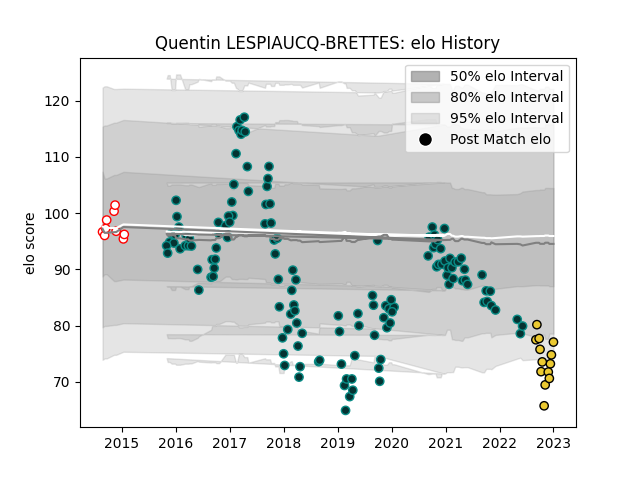 Quentin LESPIAUCQ-BRETTES: elo History
50% elo Interval
80% elo Interval
95% elo Interval
Post Match elo
elo score
120
110
100
90
80
70
2015 2016 2017 2018 2019 2020 2021 2022 2023